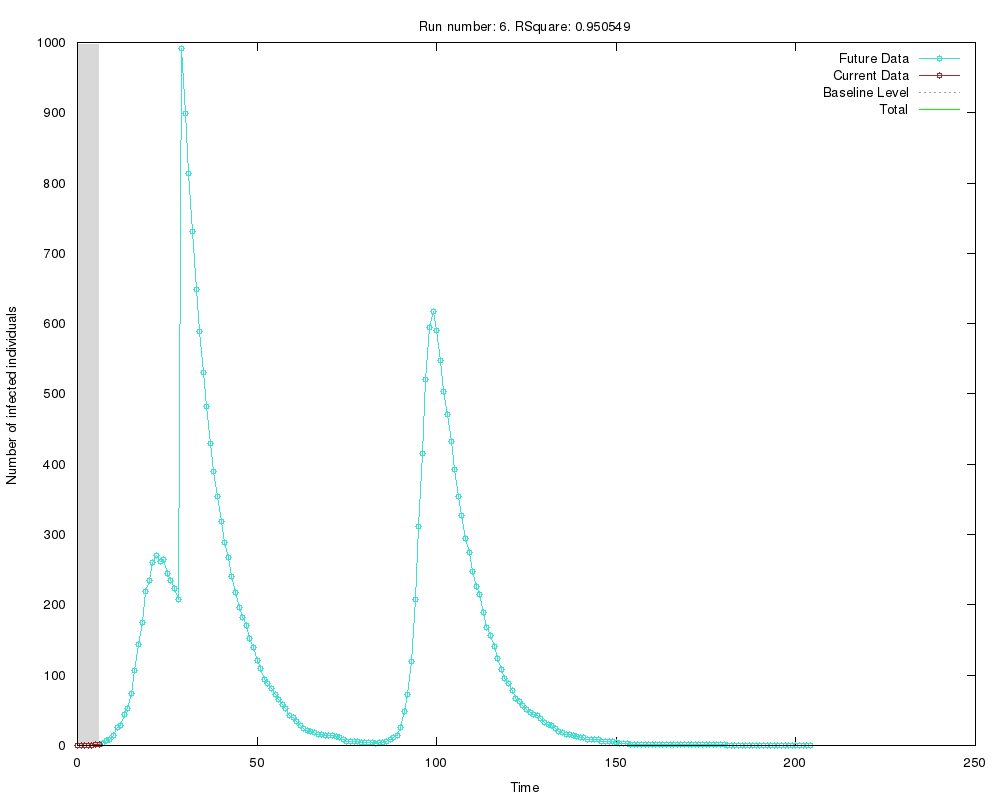 Run number: 6. RSquare: 0.950549
Future Data
Current Data
Baseline Level
Total
Number of infected individuals
1000
900
800
700
600
500
400
300
200
100
0
0 50 100 150 200 250
Time